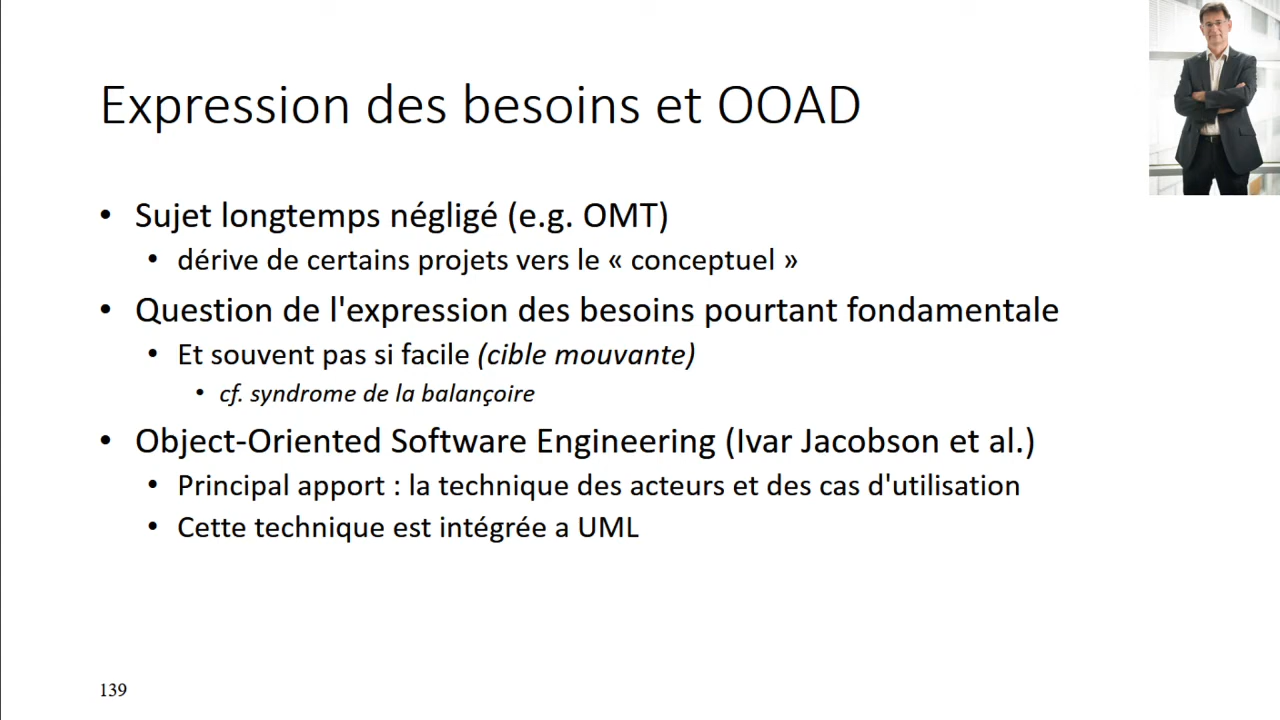 Expression des besoins et OOAD
• Sujet longtemps négligé (e.g. OMT)
• dérive de certains projets vers le « conceptuel »
• Question de l'expression des besoins pourtant fondamentale
• Et souvent pas si facile (cible mouvante)
• cf. syndrome de la balançoire
• Object-Oriented Software Engineering (Ivar Jacobson et al.)
• Principal apport : la technique des acteurs et des cas d'utilisation
• Cette technique est intégrée a UML
139